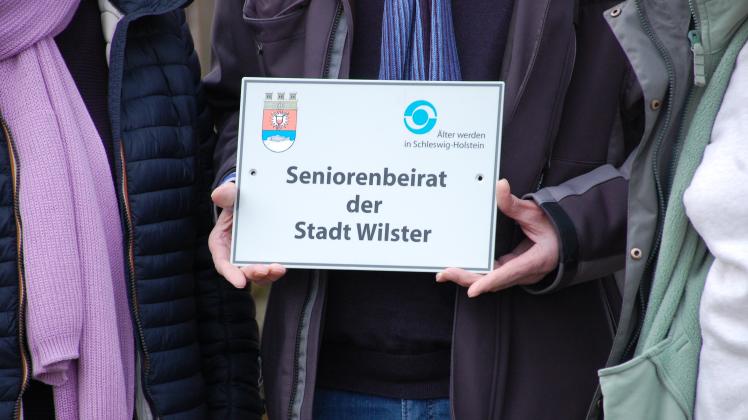 Älter werden
in Schleswig-Holstein
Seniorenbeirat
der
Stadt Wilster